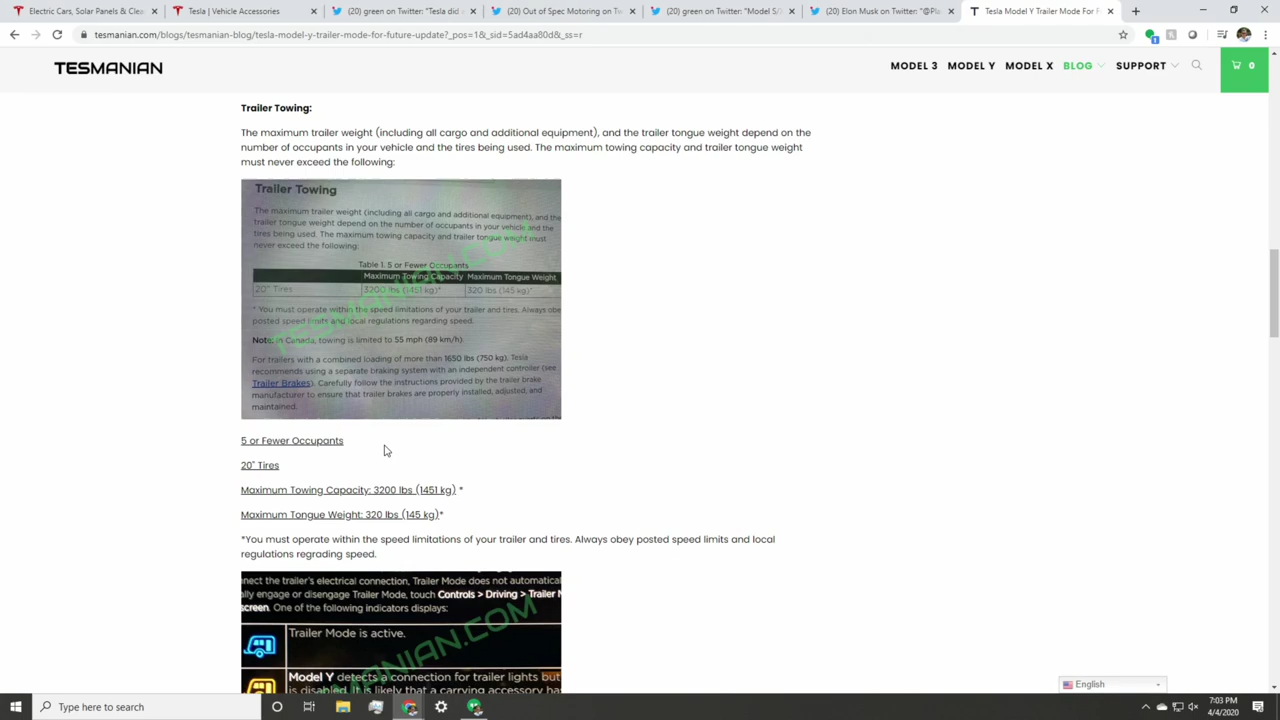 Electric Cars, Solar Panels & Clea
Tesla | Vehicle Accessories
(20) green on Twitter: "Tesla did
(20) Out of Spec Motoring on Tw
(20) green on Twitter: "Model S/
(20) Elon Musk on Twitter: "@Pla
Tesla Model Y Trailer Mode For F
tesmanian.com/blogs/tesmanian-blog/tesla-model-y-trailer-mode-for-future-update?_pos=1&_sid=5ad4aa80d&_ss=r
TESMANIAN
MODEL 3 MODEL Y MODEL X BLOG SUPPORT 0
Trailer Towing:
The maximum trailer weight (including all cargo and additional equipment), and the trailer tongue weight depend on the
number of occupants in your vehicle and the tires being used. The maximum towing capacity and trailer tongue weight
must never exceed the following:
Trailer Towing
The maximum trailer weight (including all cargo and additional equipment), and the
trailer tongue weight depend on the number of occupants in your vehicle and the
tires being used. The maximum towing capacity and trailer tongue weight must
never exceed the following:
Table 1. 5 or Fewer Occupants
Maximum Towing Capacity Maximum Tongue Weight
20" Tires 3200 lbs (1451 kg)* 320 lbs (145 kg)*
* You must operate within the speed limitations of your trailer and tires. Always obe
posted speed limits and local regulations regarding speed.
Note: In Canada, towing is limited to 55 mph (89 km/h).
For trailers with a combined loading of more than 1650 lbs (750 kg), Tesla
recommends using a separate braking system with an independent controller (see
Trailer Brakes). Carefully follow the instructions provided by the trailer brake
manufacturer to ensure that trailer brakes are properly installed, adjusted, and
maintained.
TESMANIAN.COM
5 or Fewer Occupants
20" Tires
Maximum Towing Capacity: 3200 lbs (1451 kg) *
Maximum Tongue Weight: 320 lbs (145 kg)*
*You must operate within the speed limitations of your trailer and tires. Always obey posted speed limits and local
regulations regrading speed.
nnect the trailer's electrical connection, Trailer Mode does not automatical
ally engage or disengage Trailer Mode, touch Controls > Driving > Trailer M
screen. One of the following indicators displays:
Trailer Mode is active.
Model Y detects a connection for trailer lights but
is disabled. It is likely that a carrying accessory has
MANIAN.COM
English
Type here to search
7:03 PM
4/4/2020